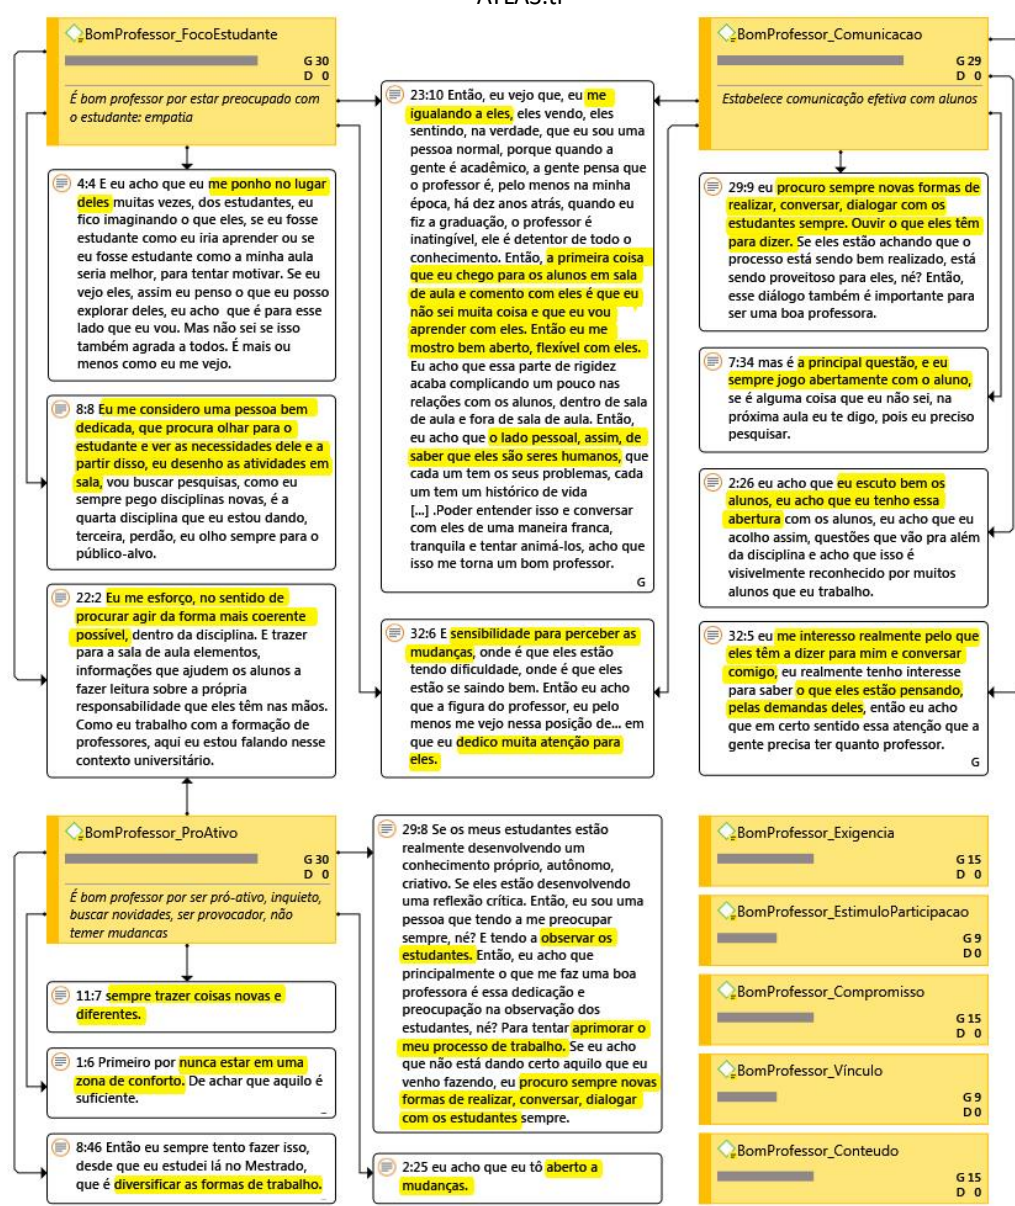 ATLAS.ti
BomProfessor_FocoEstudante
G 30
D 0
É bom professor por estar preocupado com
o estudante: empatia
4:4 E eu acho que eu me ponho no lugar
deles muitas vezes, dos estudantes, eu
fico imaginando o que eles, se eu fosse
estudante como eu iria aprender ou se
eu fosse estudante como a minha aula
seria melhor, para tentar motivar. Se eu
vejo eles, assim eu penso o que eu posso
explorar deles, eu acho que é para esse
lado que eu vou. Mas não sei se isso
também agrada a todos. É mais ou
menos como eu me vejo.
8:8 Eu me considero uma pessoa bem
dedicada, que procura olhar para o
estudante e ver as necessidades dele e a
partir disso, eu desenho as atividades em
sala, vou buscar pesquisas, como eu
sempre pego disciplinas novas, é a
quarta disciplina que eu estou dando,
terceira, perdão, eu olho sempre para o
público-alvo.
22:2 Eu me esforço, no sentido de
procurar agir da forma mais coerente
possível, dentro da disciplina. E trazer
para a sala de aula elementos,
informações que ajudem os alunos a
fazer leitura sobre a própria
responsabilidade que eles têm nas mãos.
Como eu trabalho com a formação de
professores, aqui eu estou falando nesse
contexto universitário.
23:10 Então, eu vejo que, eu me
igualando a eles, eles vendo, eles
sentindo, na verdade, que eu sou uma
pessoa normal, porque quando a
gente é acadêmico, a gente pensa que
o professor é, pelo menos na minha
época, há dez anos atrás, quando eu
fiz a graduação, o professor é
inatingível, ele é detentor de todo o
conhecimento. Então, a primeira coisa
que eu chego para os alunos em sala
de aula e comento com eles é que eu
não sei muita coisa e que eu vou
aprender com eles. Então eu me
mostro bem aberto, flexível com eles.
Eu acho que essa parte de rigidez
acaba complicando um pouco nas
relações com os alunos, dentro de sala
de aula e fora de sala de aula. Então,
eu acho que o lado pessoal, assim, de
saber que eles são seres humanos, que
cada um tem os seus problemas, cada
um tem um histórico de vida
[...] .Poder entender isso e conversar
com eles de uma maneira franca,
tranquila e tentar animá-los, acho que
isso me torna um bom professor.
G
32:6 E sensibilidade para perceber as
mudanças, onde é que eles estão
tendo dificuldade, onde é que eles
estão se saindo bem. Então eu acho
que a figura do professor, eu pelo
menos me vejo nessa posição de... em
que eu dedico muita atenção para
eles.
BomProfessor_Comunicacao
G 29
D 0
Estabelece comunicação efetiva com alunos
29:9 eu procuro sempre novas formas de
realizar, conversar, dialogar com os
estudantes sempre. Ouvir o que eles têm
para dizer. Se eles estão achando que o
processo está sendo bem realizado, está
sendo proveitoso para eles, né? Então,
esse diálogo também é importante para
ser uma boa professora.
7:34 mas é a principal questão, e eu
sempre jogo abertamente com o aluno,
se é alguma coisa que eu não sei, na
próxima aula eu te digo, pois eu preciso
pesquisar.
2:26 eu acho que eu escuto bem os
alunos, eu acho que eu tenho essa
abertura com os alunos, eu acho que eu
acolho assim, questões que vão pra além
da disciplina e acho que isso é
visivelmente reconhecido por muitos
alunos que eu trabalho.
32:5 eu me interesso realmente pelo que
eles têm a dizer para mim e conversar
comigo, eu realmente tenho interesse
para saber o que eles estão pensando,
pelas demandas deles, então eu acho
que em certo sentido essa atenção que a
gente precisa ter quanto professor.
G
BomProfessor_ProAtivo
G 30
D 0
É bom professor por ser pró-ativo, inquieto,
buscar novidades, ser provocador, não
temer mudancas
11:7 sempre trazer coisas novas e
diferentes.
1:6 Primeiro por nunca estar em uma
zona de conforto. De achar que aquilo é
suficiente.
8:46 Então eu sempre tento fazer isso,
desde que eu estudei lá no Mestrado,
que é diversificar as formas de trabalho.
29:8 Se os meus estudantes estão
realmente desenvolvendo um
conhecimento próprio, autônomo,
criativo. Se eles estão desenvolvendo
uma reflexão crítica. Então, eu sou uma
pessoa que tendo a me preocupar
sempre, né? E tendo a observar os
estudantes. Então, eu acho que
principalmente o que me faz uma boa
professora é essa dedicação e
preocupação na observação dos
estudantes, né? Para tentar aprimorar o
meu processo de trabalho. Se eu acho
que não está dando certo aquilo que eu
venho fazendo, eu procuro sempre novas
formas de realizar, conversar, dialogar
com os estudantes sempre.
2:25 eu acho que eu tô aberto a
mudanças.
BomProfessor_Exigencia
G 15
D 0
BomProfessor_EstimuloParticipacao
G 9
D 0
BomProfessor_Compromisso
G 15
D 0
BomProfessor_Vínculo
G 9
D 0
BomProfessor_Conteudo
G 15
D 0